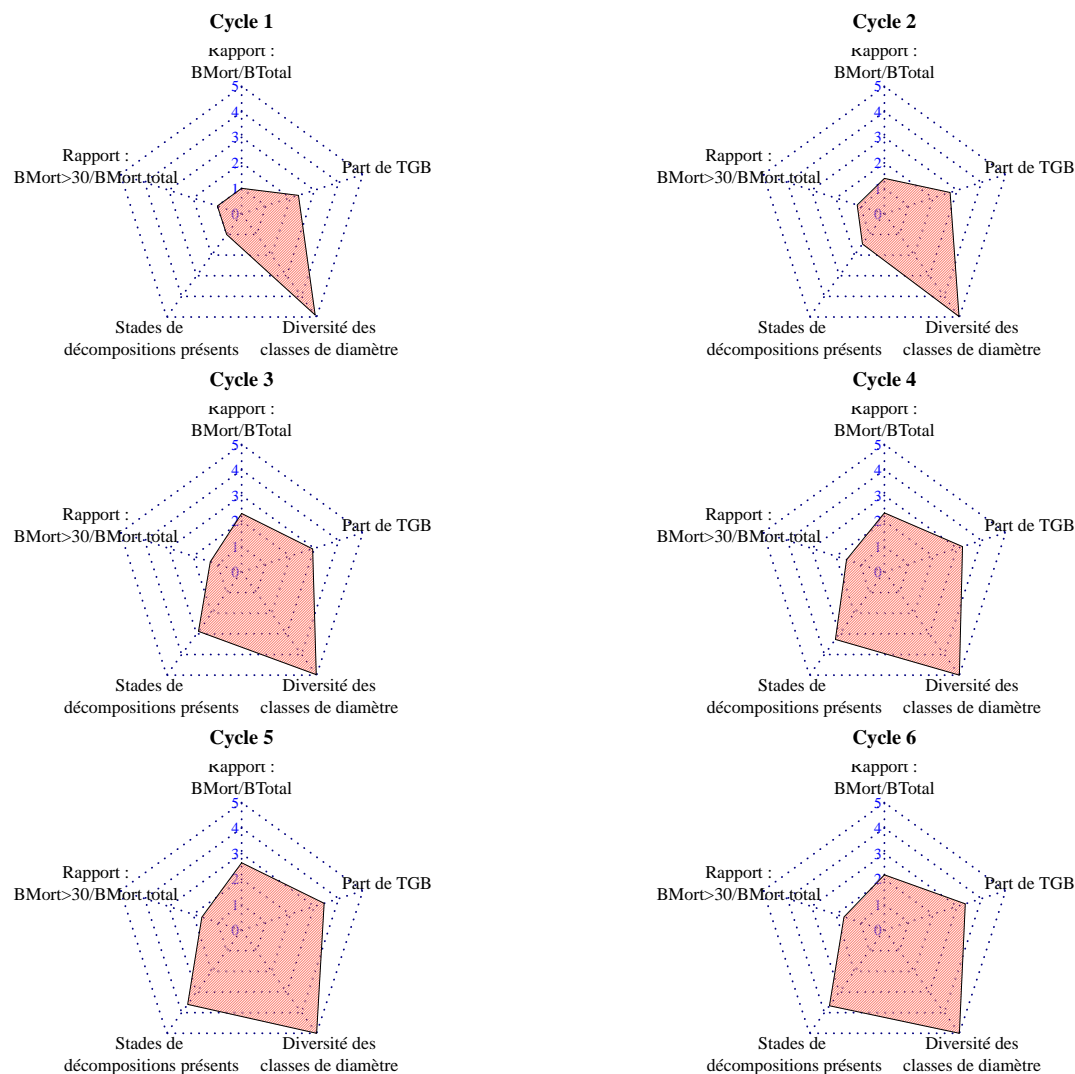 Cycle 1
Rapport :
BMort/BTotal
5
4
3
2
1
0
Rapport :
BMort>30/BMort total
Part de TGB
Stades de
décompositions présents
Diversité des
classes de diamètre
Cycle 2
Rapport :
BMort/BTotal
5
4
3
2
1
0
Rapport :
BMort>30/BMort total
Part de TGB
Stades de
décompositions présents
Diversité des
classes de diamètre
Cycle 3
Rapport :
BMort/BTotal
5
4
3
2
1
0
Rapport :
BMort>30/BMort total
Part de TGB
Stades de
décompositions présents
Diversité des
classes de diamètre
Cycle 4
Rapport :
BMort/BTotal
5
4
3
2
1
0
Rapport :
BMort>30/BMort total
Part de TGB
Stades de
décompositions présents
Diversité des
classes de diamètre
Cycle 5
Rapport :
BMort/BTotal
5
4
3
2
1
0
Rapport :
BMort>30/BMort total
Part de TGB
Stades de
décompositions présents
Diversité des
classes de diamètre
Cycle 6
Rapport :
BMort/BTotal
5
4
3
2
1
0
Rapport :
BMort>30/BMort total
Part de TGB
Stades de
décompositions présents
Diversité des
classes de diamètre